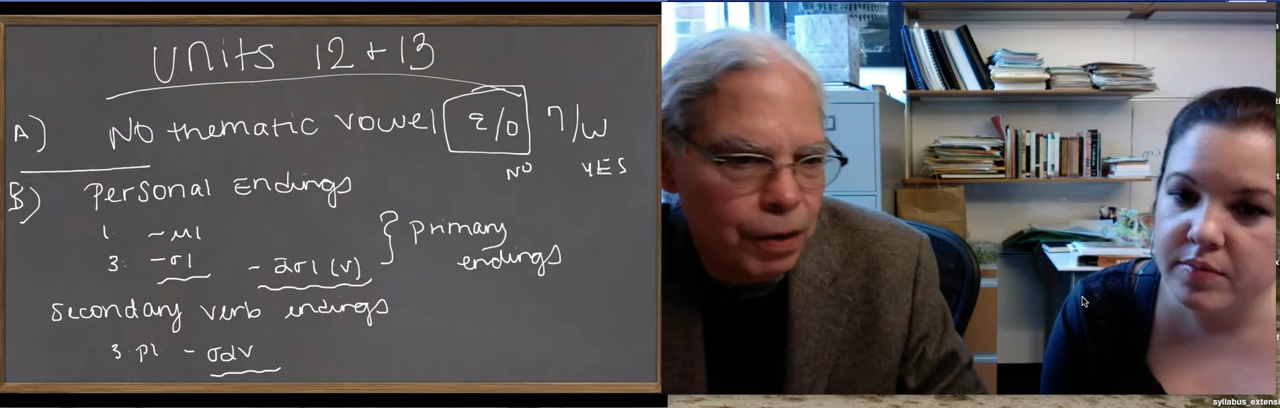 Units 12 + 13
A) No thematic vowel ε/ο η/ω
NO YES
B) Personal Endings
1. -μι
3. -σι - ᾱσι (ν) } primary endings
secondary verb endings
3. pl. - σαν
syllabus_extensi